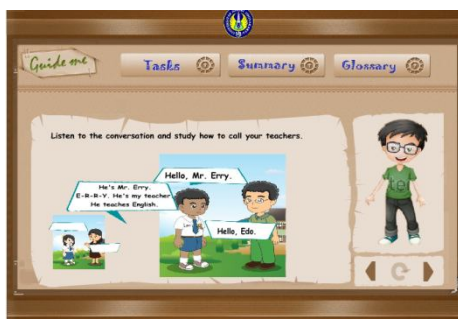 Guide me
Tasks
Summary
Glossary
Listen to the conversation and study how to call your teachers.
Hello, Mr. Erry.
He's Mr. Erry.
E-R-R-Y. He's my teacher
He teaches English.
Hello, Edo.